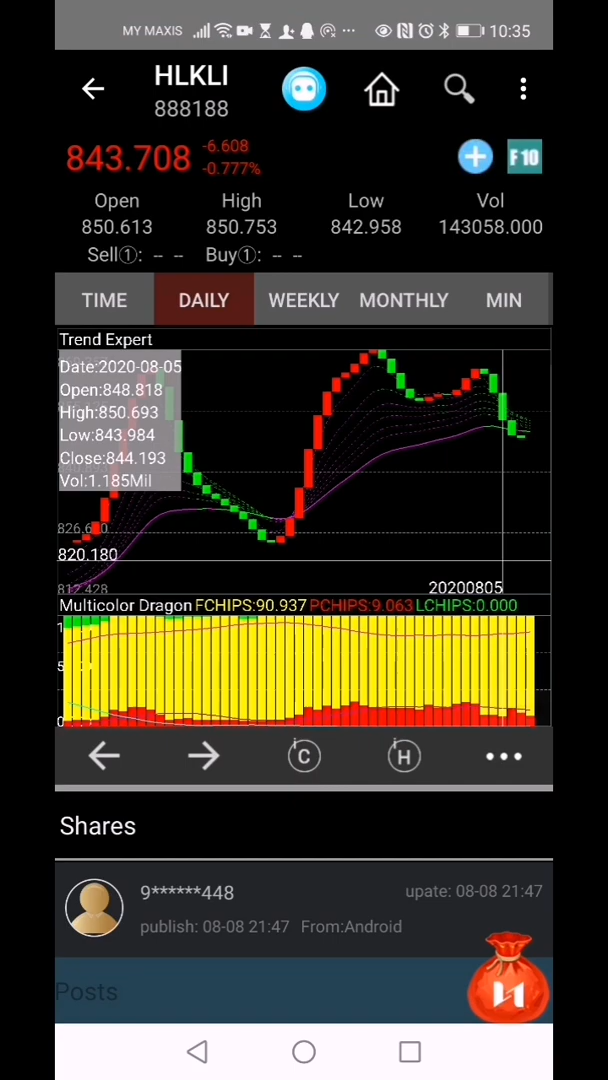 MY MAXIS 10:35
HLKLI
888188
843.708 -6.608
-0.777%
F10
Open High Low Vol
850.613 850.753 842.958 143058.000
Sell①: -- -- Buy①: -- --
TIME DAILY WEEKLY MONTHLY MIN
Trend Expert
Date:2020-08-05
Open:848.818
High:850.693
Low:843.984
Close:844.193
Vol:1.185Mil
820.180
812.428
20200805
Multicolor Dragon FCHIPS:90.937 PCHIPS:9.063 LCHIPS:0.000
C H
Shares
9******448 upate: 08-08 21:47
publish: 08-08 21:47 From:Android
Posts